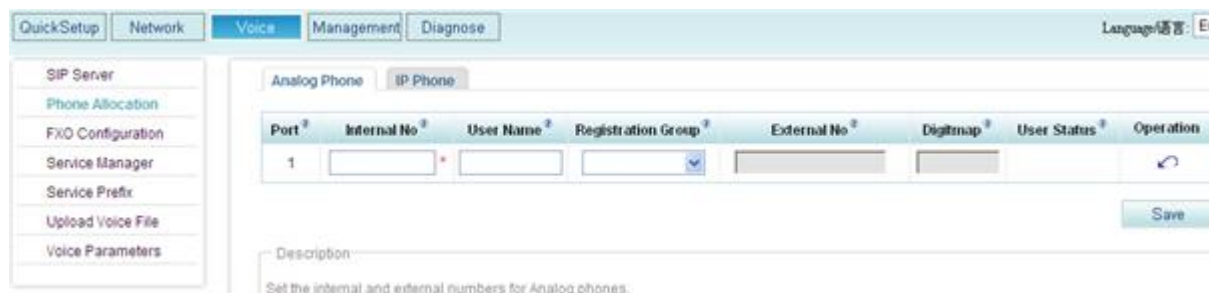 QuickSetup Network Voice Management Diagnose Language/语言:
SIP Server
Phone Allocation
FXO Configuration
Service Manager
Service Prefix
Upload Voice File
Voice Parameters
Analog Phone IP Phone
Port Internal No User Name Registration Group External No Digitmap User Status Operation
1 *
Save
Description
Set the internal and external numbers for Analog phones.